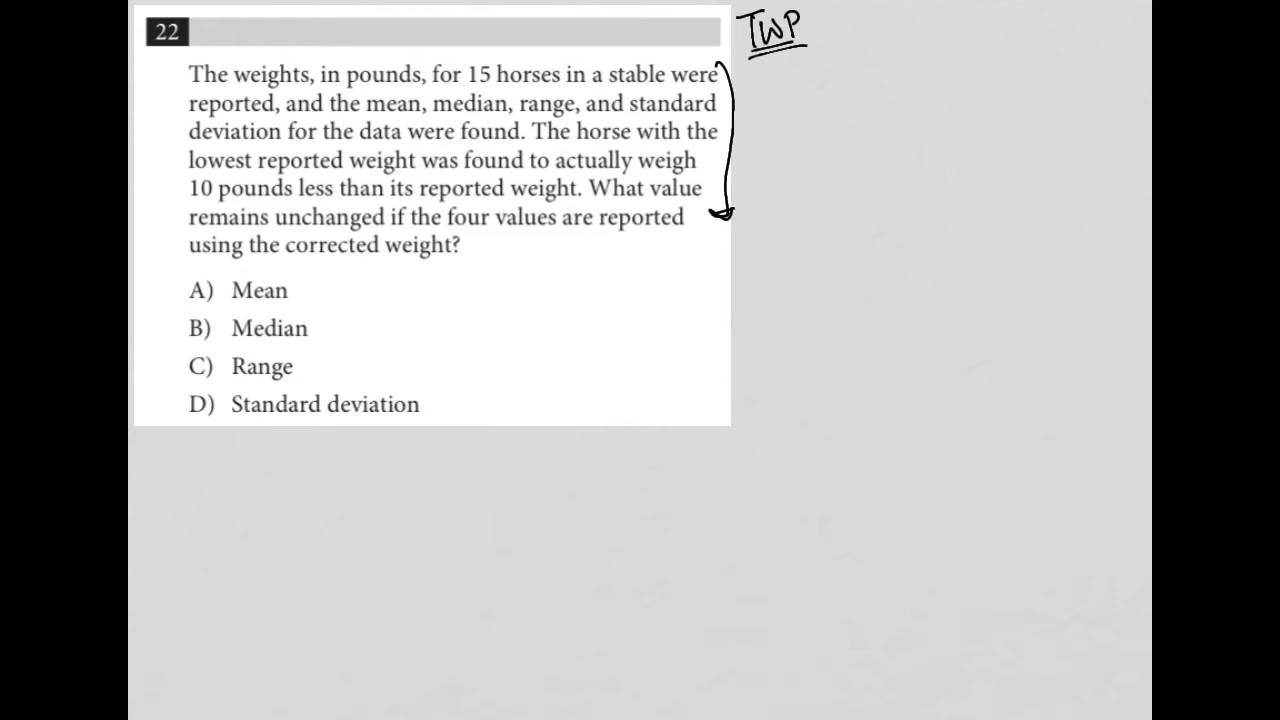 22
TWP
The weights, in pounds, for 15 horses in a stable were
reported, and the mean, median, range, and standard
deviation for the data were found. The horse with the
lowest reported weight was found to actually weigh
10 pounds less than its reported weight. What value
remains unchanged if the four values are reported
using the corrected weight?
A) Mean
B) Median
C) Range
D) Standard deviation